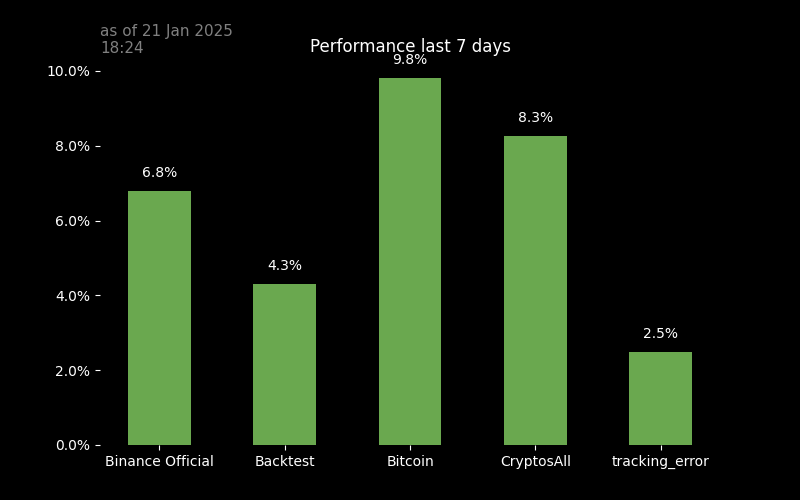 as of 21 Jan 2025
18:24
Performance last 7 days
10.0%
8.0%
6.0%
4.0%
2.0%
0.0%
6.8%
4.3%
9.8%
8.3%
2.5%
Binance Official
Backtest
Bitcoin
CryptosAll
tracking_error